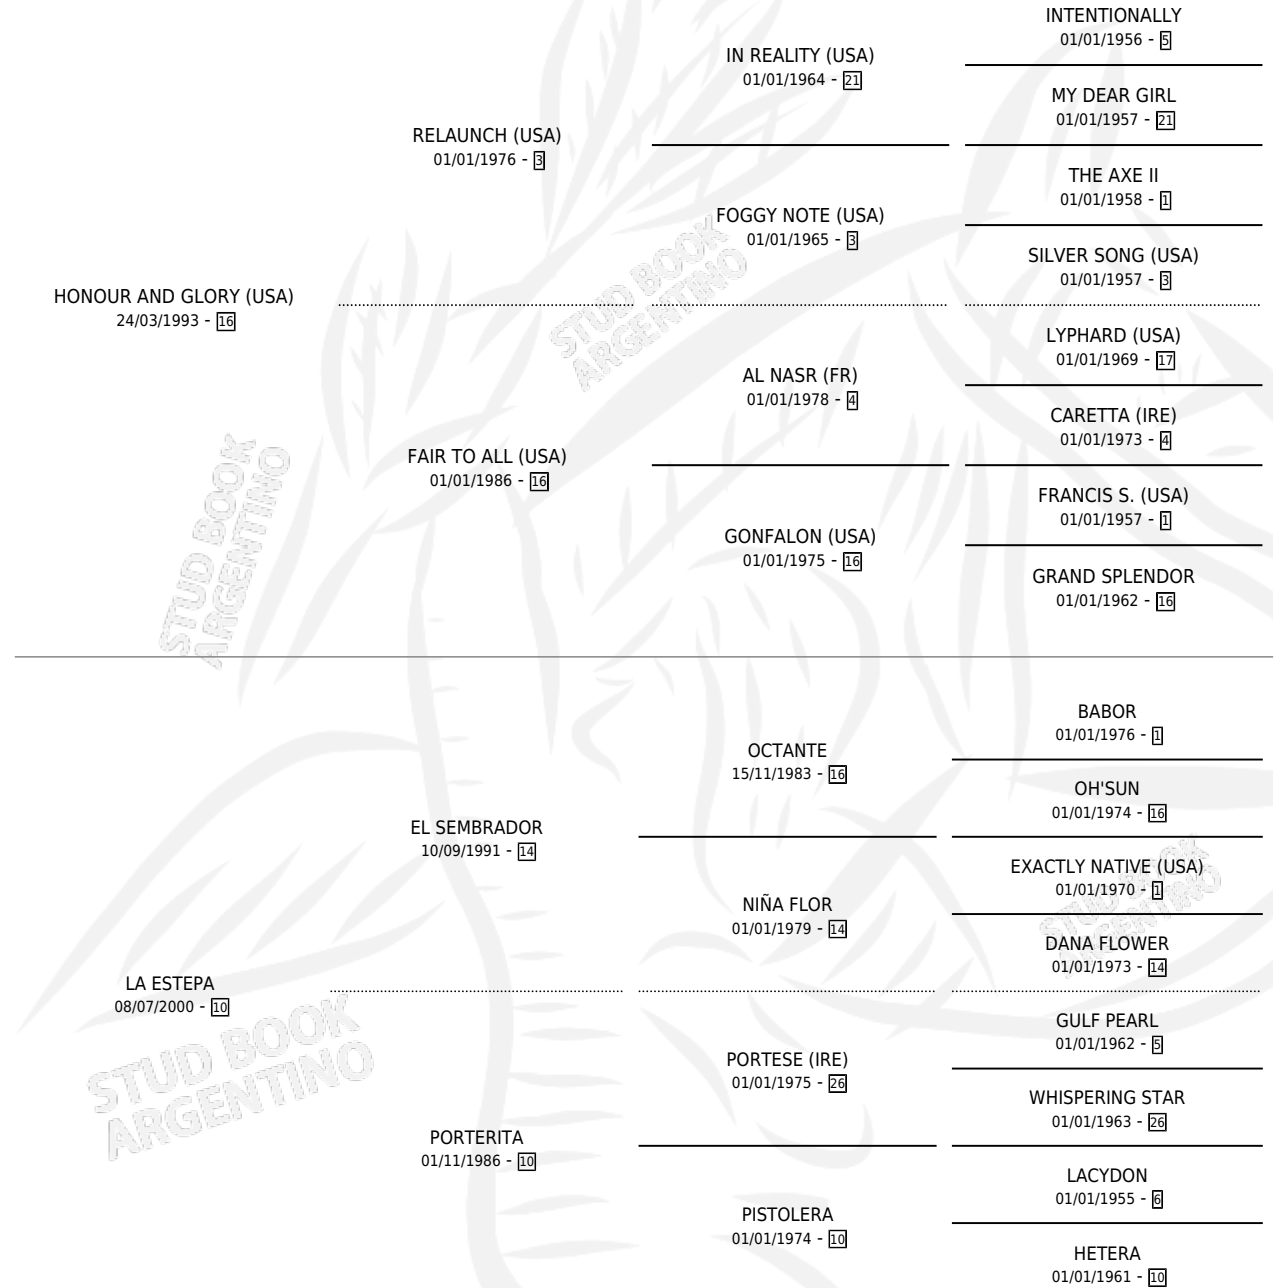 INTENTIONALLY
01/01/1956 - 5
IN REALITY (USA)
01/01/1964 - 21
MY DEAR GIRL
01/01/1957 - 21
RELAUNCH (USA)
01/01/1976 - 3
THE AXE II
01/01/1958 - 1
FOGGY NOTE (USA)
01/01/1965 - 3
SILVER SONG (USA)
01/01/1957 - 3
HONOUR AND GLORY (USA)
24/03/1993 - 16
LYPHARD (USA)
01/01/1969 - 17
AL NASR (FR)
01/01/1978 - 4
CARETTA (IRE)
01/01/1973 - 4
FAIR TO ALL (USA)
01/01/1986 - 16
FRANCIS S. (USA)
01/01/1957 - 1
GONFALON (USA)
01/01/1975 - 16
GRAND SPLENDOR
01/01/1962 - 16
BABOR
01/01/1976 - 1
OCTANTE
15/11/1983 - 16
OH'SUN
01/01/1974 - 16
EL SEMBRADOR
10/09/1991 - 14
EXACTLY NATIVE (USA)
01/01/1970 - 1
NIÑA FLOR
01/01/1979 - 14
DANA FLOWER
01/01/1973 - 14
LA ESTEPA
08/07/2000 - 10
GULF PEARL
01/01/1962 - 5
PORTESE (IRE)
01/01/1975 - 26
WHISPERING STAR
01/01/1963 - 26
PORTERITA
01/11/1986 - 10
LACYDON
01/01/1955 - 6
PISTOLERA
01/01/1974 - 10
HETERA
01/01/1961 - 10
STUD BOOK
ARGENTINO
STUD BOOK
ARGENTINO
STUD BOOK
ARGENTINO
STUD BOOK
ARGENTINO